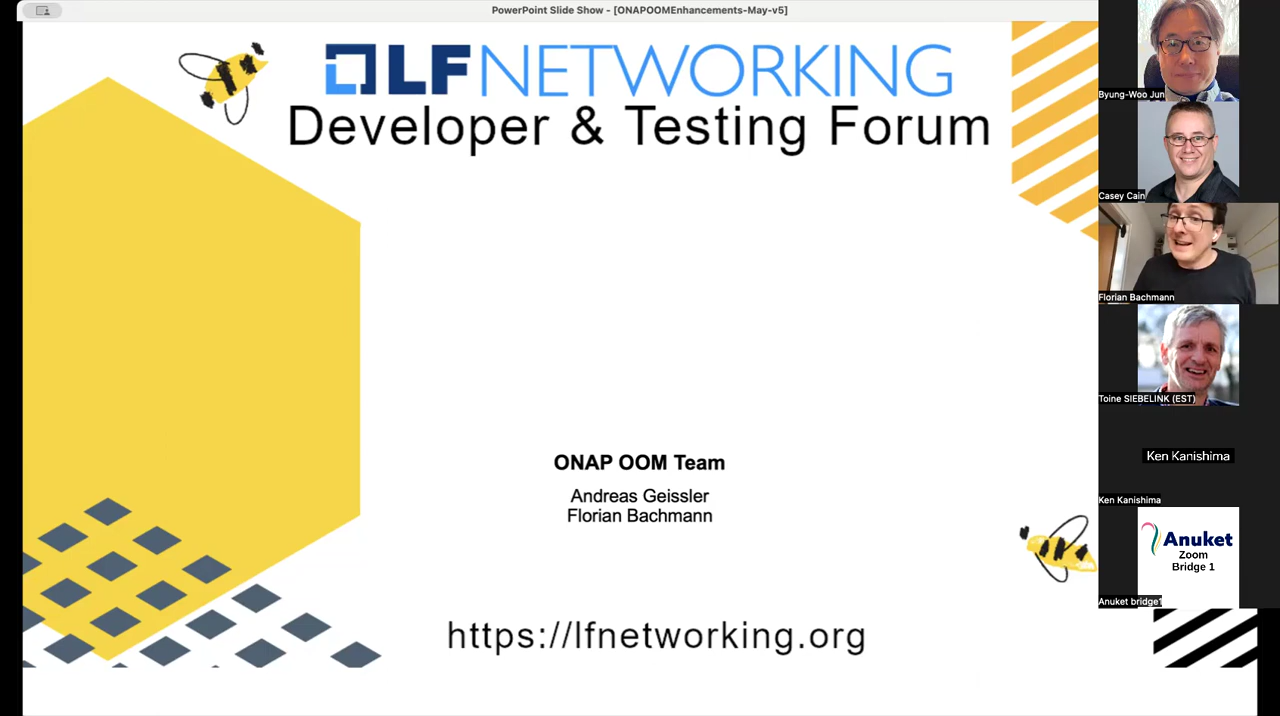 PowerPoint Slide Show - [ONAPOOMEnhancements-May-v5]
LFNETWORKING
Developer & Testing Forum
ONAP OOM Team
Andreas Geissler
Florian Bachmann
https://lfnetworking.org
Byung-Woo Jun
Casey Cain
Florian Bachmann
Toine SIEBELINK (EST)
Ken Kanishima
Ken Kanishima
Anuket
Zoom
Bridge 1
Anuket bridge1